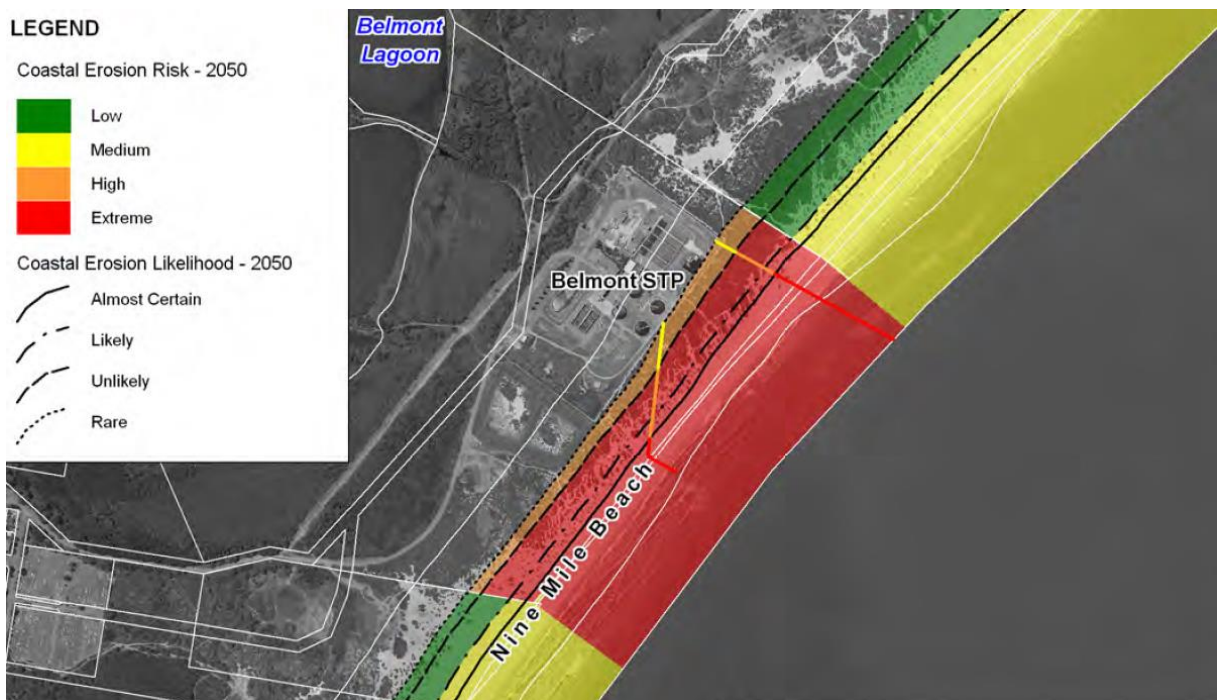 LEGEND
Coastal Erosion Risk - 2050
Low
Medium
High
Extreme
Coastal Erosion Likelihood - 2050
Almost Certain
Likely
Unlikely
Rare
Belmont
Lagoon
Belmont STP
Nine Mile Beach